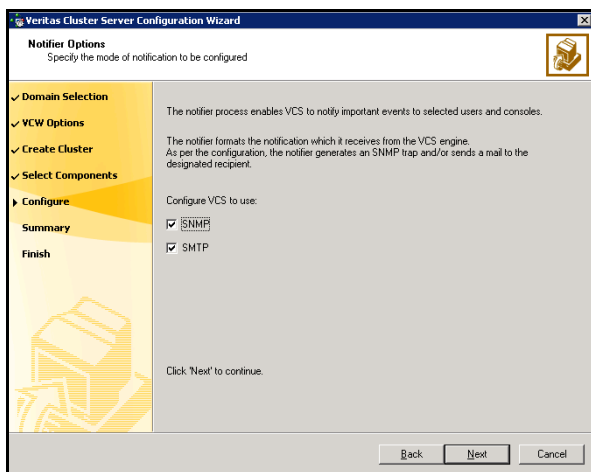 Veritas Cluster Server Configuration Wizard
Notifier Options
Specify the mode of notification to be configured
Domain Selection
VCW Options
Create Cluster
Select Components
Configure
Summary
Finish
The notifier process enables VCS to notify important events to selected users and consoles.
The notifier formats the notification which it receives from the VCS engine.
As per the configuration, the notifier generates an SNMP trap and/or sends a mail to the
designated recipient.
Configure VCS to use:
SNMP
SMTP
Click 'Next' to continue.
Back
Next
Cancel